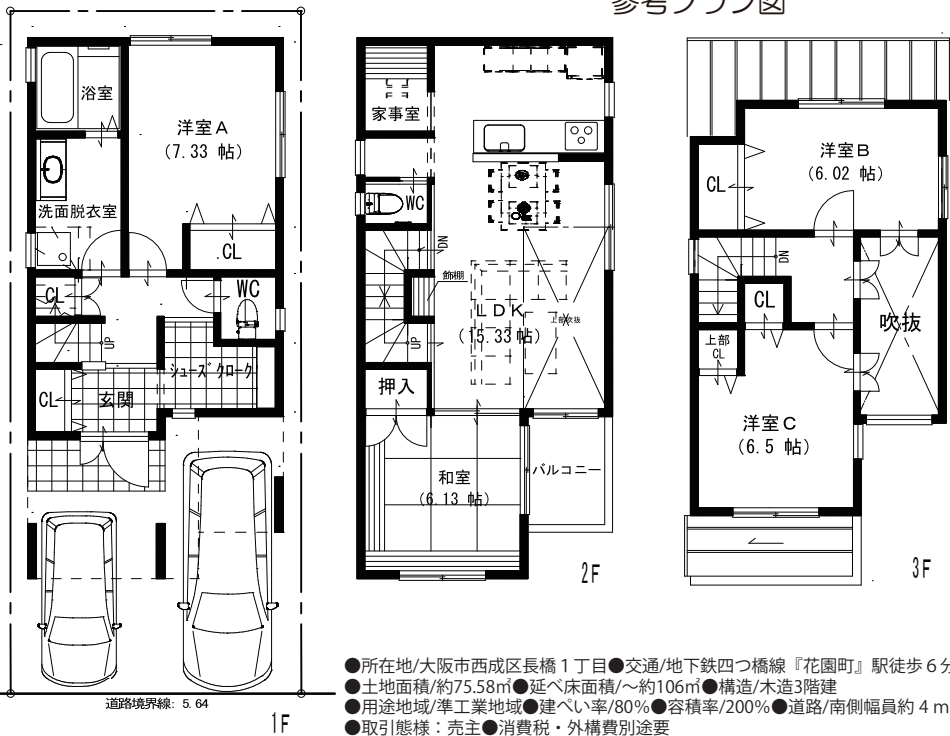 参考プラン図
浴室
洋室A
(7.33 帖)
洗面脱衣室
CL
CL
WC
UP
シューズクローク
CL
玄関
道路境界線: 5.64
1F
家事室
WC
DN
飾棚
LDK
(15.33 帖)
上部吹抜
UP
押入
和室
(6.13 帖)
バルコニー
2F
洋室B
(6.02 帖)
CL
DN
CL
吹抜
上部
CL
洋室C
(6.5 帖)
3F
●所在地/大阪市西成区長橋1丁目●交通/地下鉄四つ橋線『花園町』駅徒歩6分
●土地面積/約75.58㎡●延べ床面積/～約106㎡●構造/木造3階建
●用途地域/準工業地域●建ぺい率/80%●容積率/200%●道路/南側幅員約4m
●取引態様：売主●消費税・外構費別途要